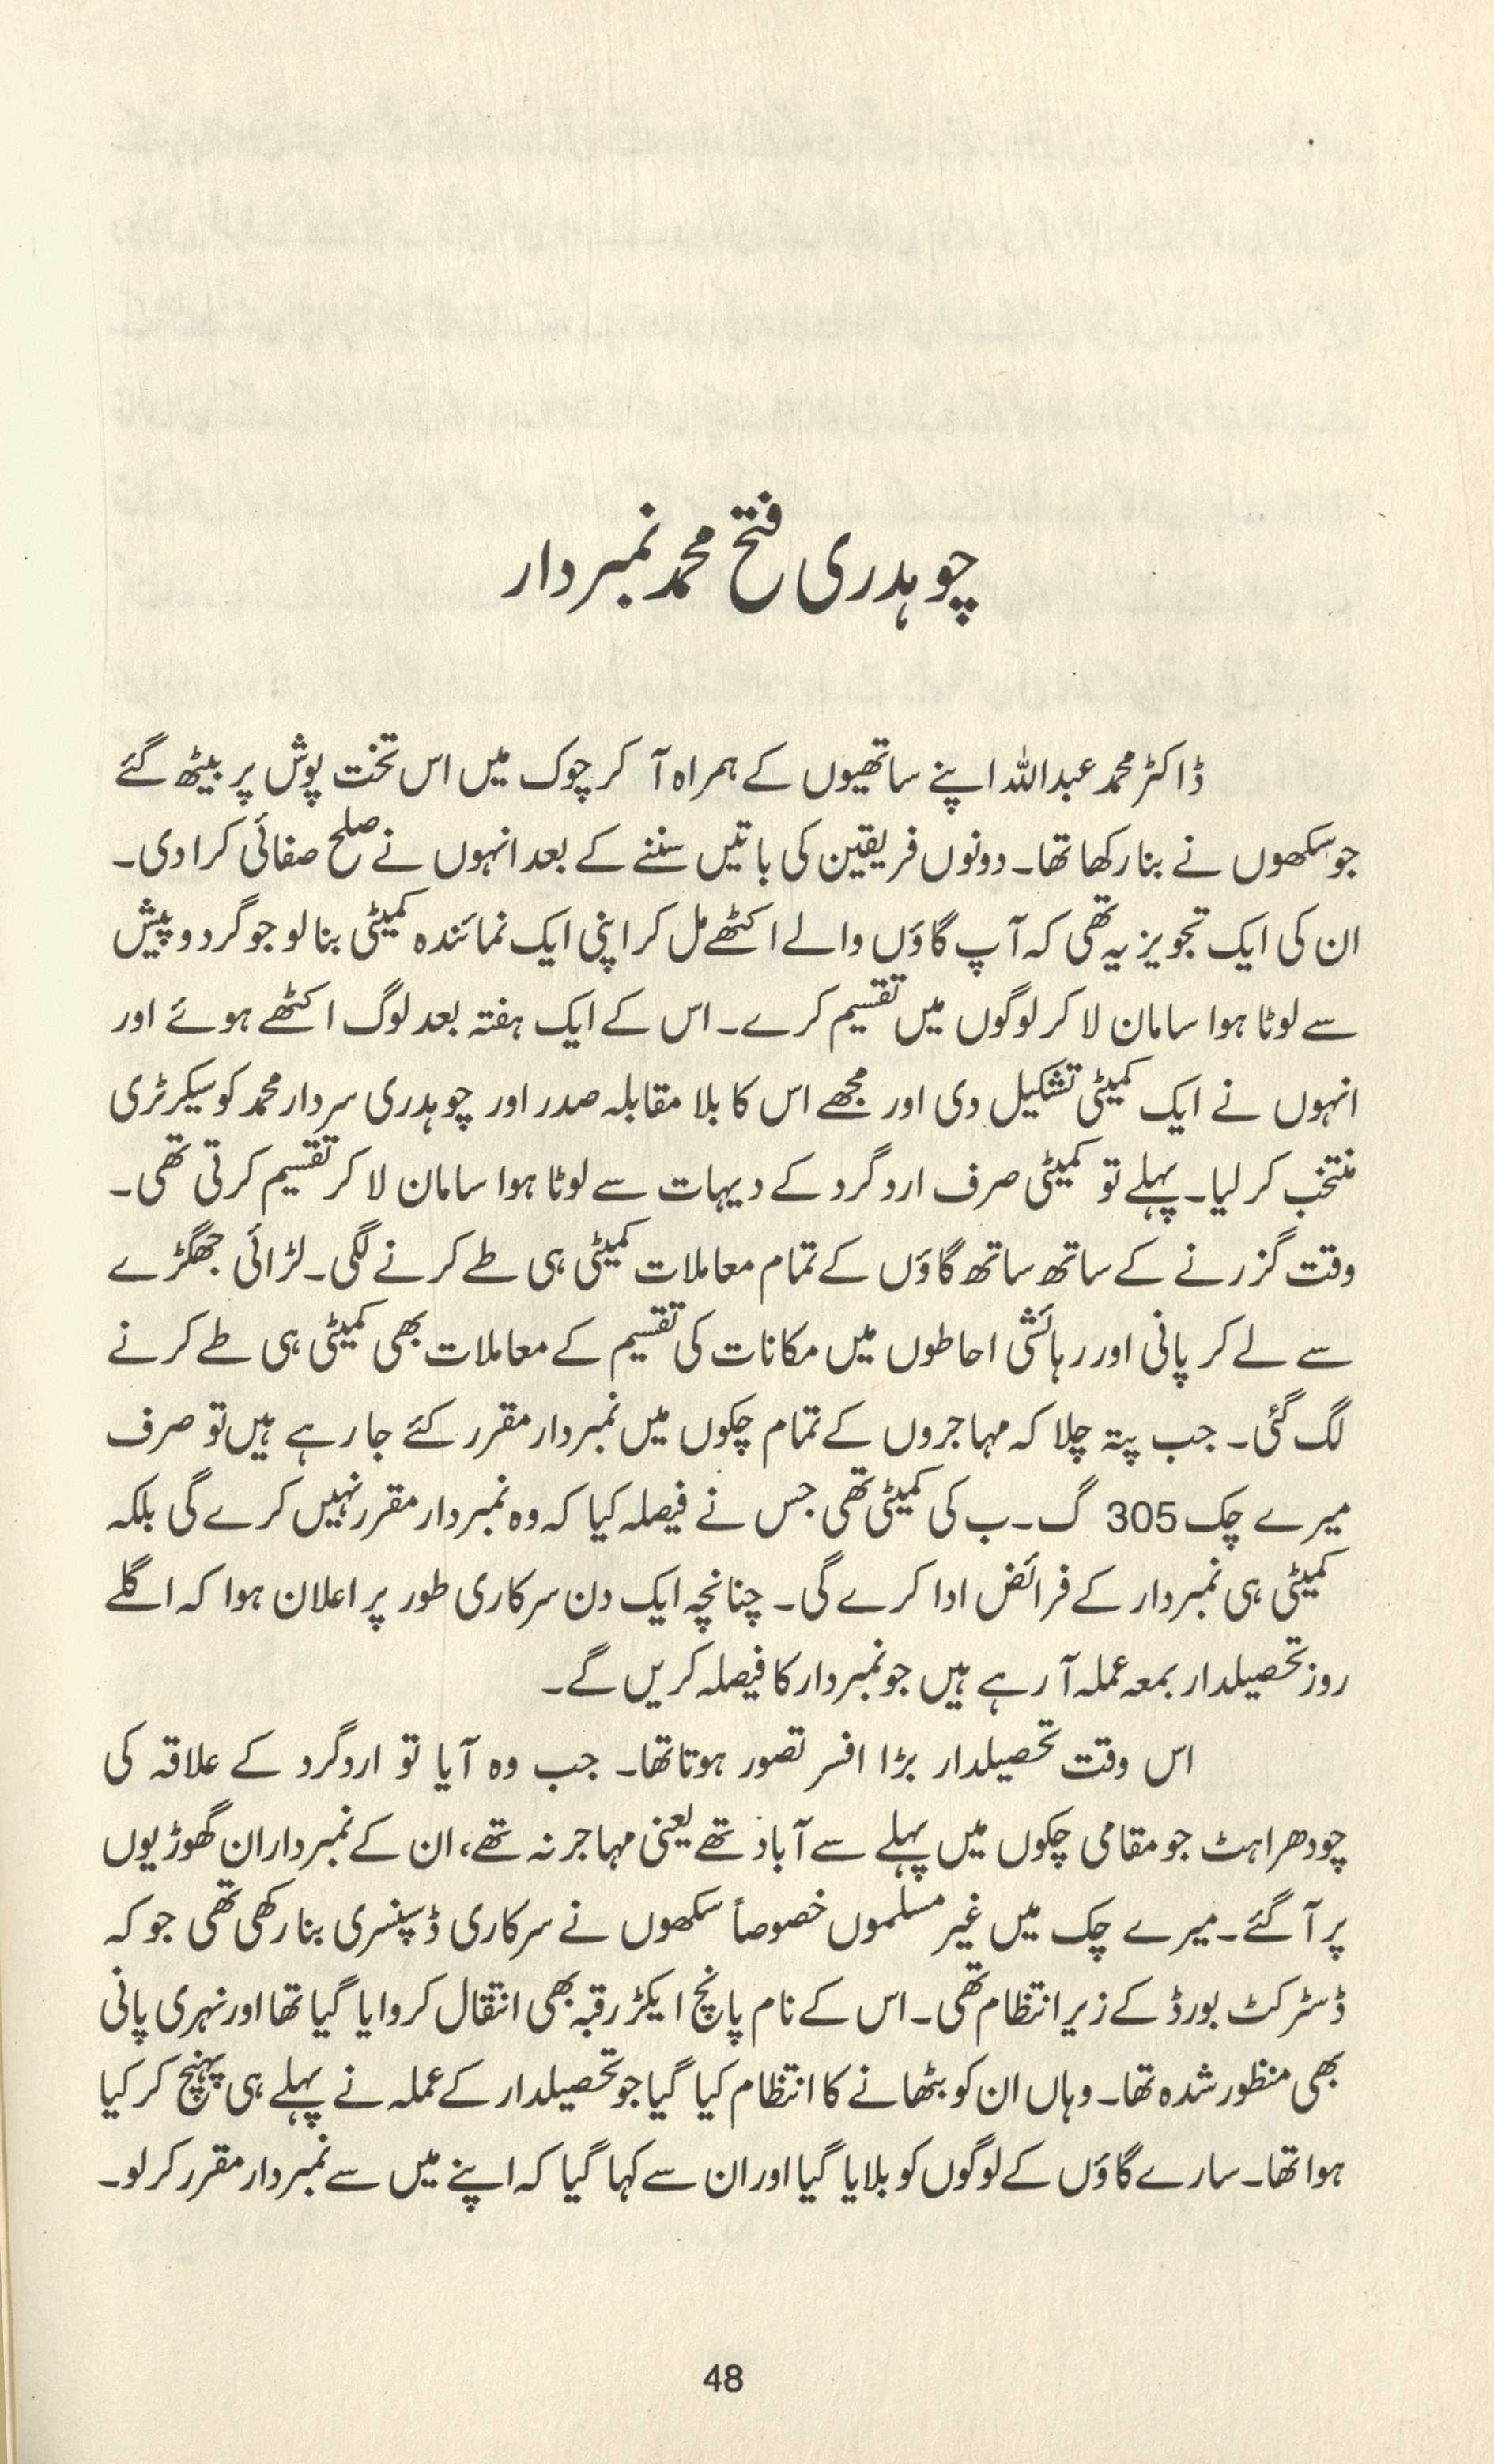 چوہدری فتح محمد نمبردار
ڈاکٹر محمد عبداللہ اپنے ساتھیوں کے ہمراہ آ کر چوک میں اس تخت پوش پر بیٹھ گئے
جو سکھوں نے بنا رکھا تھا۔ دونوں فریقین کی باتیں سننے کے بعد انہوں نے صلح صفائی کرا دی۔
ان کی ایک تجویز یہ تھی کہ آپ گاؤں والے اکٹھے مل کر اپنی ایک نمائندہ کمیٹی بنا لو جو گرد و پیش
سے لوٹا ہوا سامان لا کر لوگوں میں تقسیم کرے۔ اس کے ایک ہفتہ بعد لوگ اکٹھے ہوئے اور
انہوں نے ایک کمیٹی تشکیل دی اور مجھے اس کا بلا مقابلہ صدر اور چوہدری سردار محمد کو سیکرٹری
منتخب کر لیا۔ پہلے تو کمیٹی صرف اردگرد کے دیہات سے لوٹا ہوا سامان لا کر تقسیم کرتی تھی۔
وقت گزرنے کے ساتھ ساتھ گاؤں کے تمام معاملات کمیٹی ہی طے کرنے لگی۔ لڑائی جھگڑے
سے لے کر پانی اور رہائشی احاطوں میں مکانات کی تقسیم کے معاملات بھی کمیٹی ہی طے کرنے
لگ گئی۔ جب پتہ چلا کہ مہاجروں کے تمام چکوں میں نمبردار مقرر کئے جا رہے ہیں تو صرف
میرے چک 305 گ۔ب کی کمیٹی تھی جس نے فیصلہ کیا کہ وہ نمبردار مقرر نہیں کرے گی بلکہ
کمیٹی ہی نمبردار کے فرائض ادا کرے گی۔ چنانچہ ایک دن سرکاری طور پر اعلان ہوا کہ اگلے
روز تحصیلدار بمعہ عملہ آ رہے ہیں جو نمبردار کا فیصلہ کریں گے۔
اس وقت تحصیلدار بڑا افسر تصور ہوتا تھا۔ جب وہ آیا تو اردگرد کے علاقہ کی
چودھراہٹ جو مقامی چکوں میں پہلے سے آباد تھے یعنی مہاجر نہ تھے، ان کے نمبرداران گھوڑیوں
پر آ گئے۔ میرے چک میں غیر مسلموں خصوصاً سکھوں نے سرکاری ڈسپنسری بنا رکھی تھی جو کہ
ڈسٹرکٹ بورڈ کے زیر انتظام تھی۔ اس کے نام پانچ ایکڑ رقبہ بھی انتقال کروایا گیا تھا اور نہری پانی
بھی منظور شدہ تھا۔ وہاں ان کو بٹھانے کا انتظام کیا گیا جو تحصیلدار کے عملہ نے پہلے ہی پہنچ کر کیا
ہوا تھا۔ سارے گاؤں کے لوگوں کو بلایا گیا اور ان سے کہا گیا کہ اپنے میں سے نمبردار مقرر کر لو۔
48